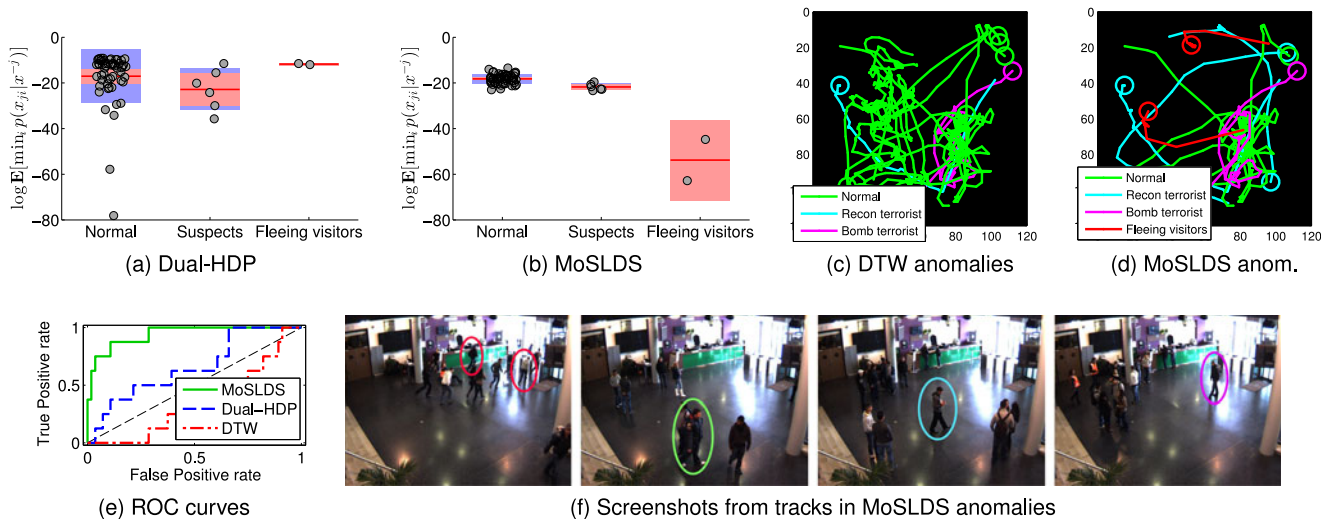 log E[min_i p(x_{ji}|x^{-j})]
0
−20
−40
−60
−80
Normal Suspects Fleeing visitors
(a) Dual-HDP
log E[min_i p(x_{ji}|x^{-j})]
0
−20
−40
−60
−80
Normal Suspects Fleeing visitors
(b) MoSLDS
0
20
40
60
80
Normal
Recon terrorist
Bomb terrorist
80 100 120
(c) DTW anomalies
0
20
40
60
80
Normal
Recon terrorist
Bomb terrorist
Fleeing visitors
80 100 120
(d) MoSLDS anom.
True Positive rate
1
0.5
0
MoSLDS
Dual−HDP
DTW
0 0.5 1
False Positive rate
(e) ROC curves
(f) Screenshots from tracks in MoSLDS anomalies